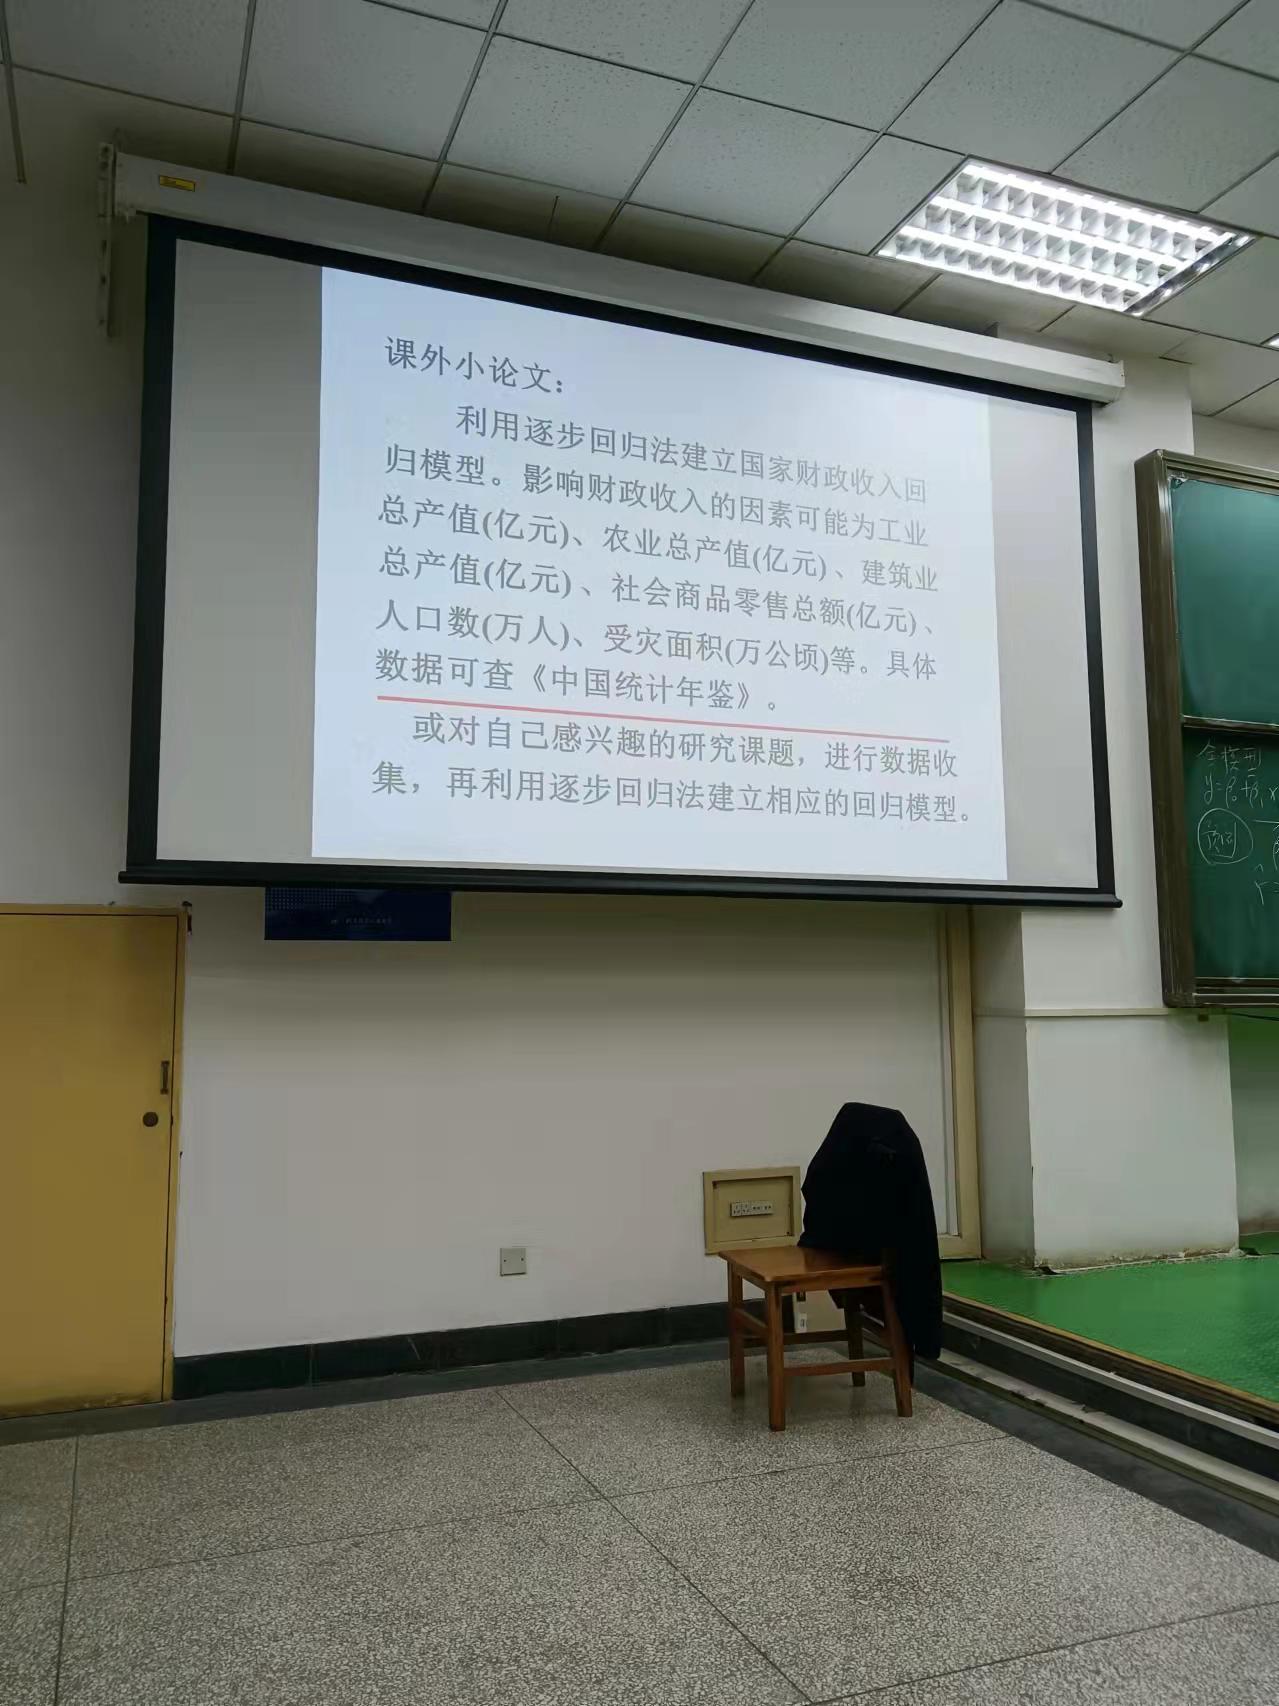 课外小论文：
利用逐步回归法建立国家财政收入回
归模型。影响财政收入的因素可能为工业
总产值(亿元)、农业总产值(亿元)、建筑业
总产值(亿元)、社会商品零售总额(亿元)、
人口数(万人)、受灾面积(万公顷)等。具体
数据可查《中国统计年鉴》。
或对自己感兴趣的研究课题，进行数据收
集，再利用逐步回归法建立相应的回归模型。
全模型